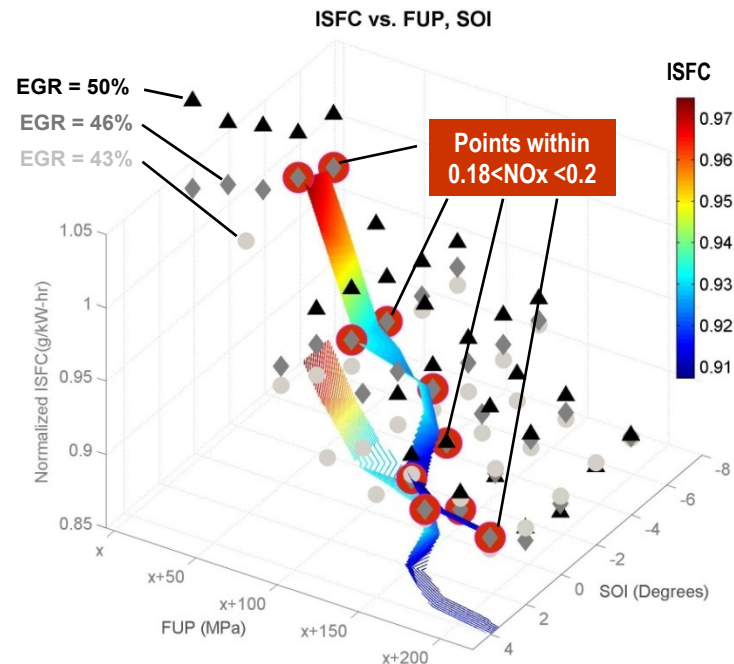 ISFC vs. FUP, SOI
ISFC
EGR = 50%
EGR = 46%
EGR = 43%
Points within
0.18<NOx <0.2
0.97
0.96
0.95
0.94
0.93
0.92
0.91
Normalized ISFC(g/kW-hr)
1.05
1
0.95
0.9
0.85
x
x+50
x+100
x+150
x+200
FUP (MPa)
-8
-6
-4
-2
0
2
4
SOI (Degrees)